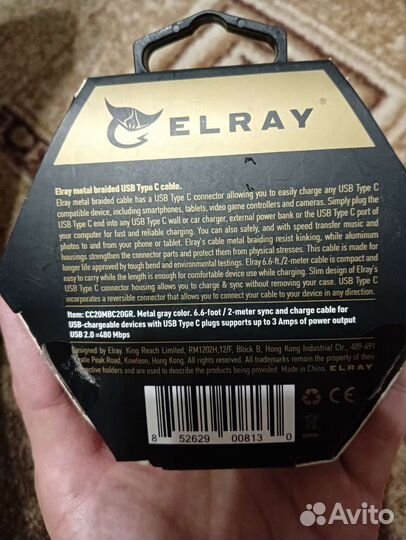 ELRAY ®
Elray metal braided USB Type C cable.
Elray metal braided cable has a USB Type C connector allowing you to easily charge any USB Type C
compatible device, including smartphones, tablets, video game controllers and cameras. Simply plug the
USB Type C end into any USB Type C wall or car charger, external power bank or the USB Type C port of
your computer for fast and reliable charging. You can also, safely and with speed transfer music and
photos to and from your phone or tablet. Elray's cable metal braiding resist kinking, while aluminum
housings strengthen the connector parts and protect them from physical stresses. This cable is made for
longer life approved by tough bend and environmental testings. Elray 6.6-ft./2-meter cable is compact and
easy to carry while the length is enough for comfortable device use while charging. Slim design of Elray's
USB Type C connector housing allows you to charge & sync without removing your case. USB Type C
incorporates a reversible connector that allows you to connect your cable to your device in any direction.
Item: CC20MBC20GR. Metal gray color. 6.6-foot / 2-meter sync and charge cable for
USB-chargeable devices with USB Type C plugs supports up to 3 Amps of power output
USB 2.0 =480 Mbps
Designed by Elray. King Reach Limited, RM1202H,12/F, Block B, Hong Kong Industrial Ctr., 489-491
Castle Peak Road, Kowloon, Hong Kong. All rights reserved. All trademarks remain the property of their
respective holders and are used to describe the products being provided. Made in China. ELRAY
CE
8 52629 00813 0
Avito